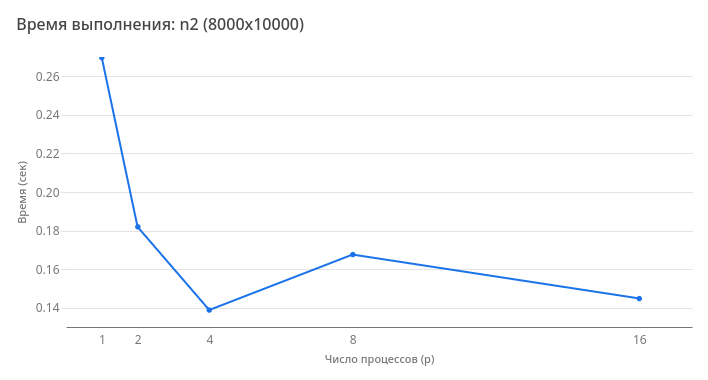 Время выполнения: n2 (8000x10000)
0.26
0.24
0.22
0.20
0.18
0.16
0.14
Время (сек)
1 2 4 8 16
Число процессов (p)